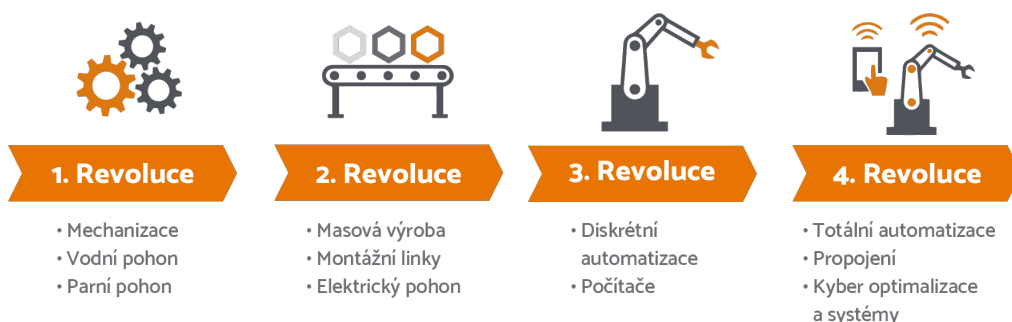 1. Revoluce
• Mechanizace
• Vodní pohon
• Parní pohon
2. Revoluce
• Masová výroba
• Montážní linky
• Elektrický pohon
3. Revoluce
• Diskrétní
automatizace
• Počítače
4. Revoluce
• Totální automatizace
• Propojení
• Kyber optimalizace
a systémy